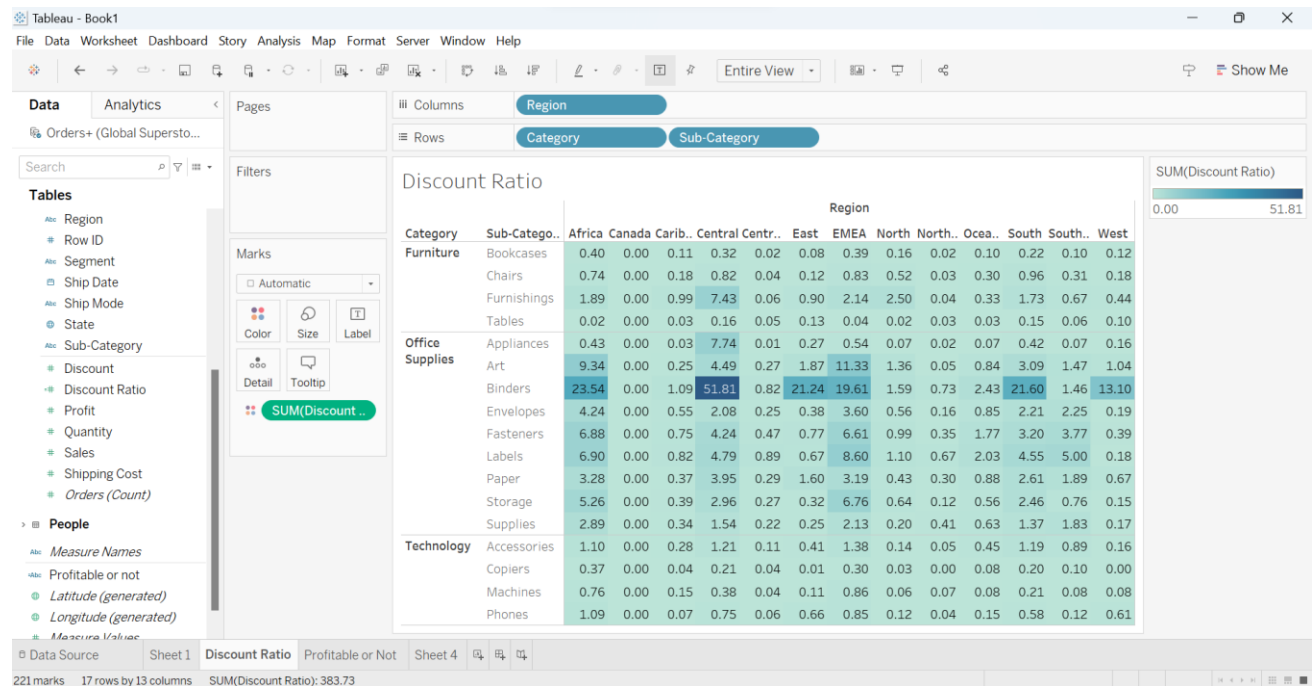 Tableau - Book1
File Data Worksheet Dashboard Story Analysis Map Format Server Window Help
Entire View
Show Me
Data Analytics
Orders+ (Global Supersto...
Search
Tables
Region
Row ID
Segment
Ship Date
Ship Mode
State
Sub-Category
Discount
Discount Ratio
Profit
Quantity
Sales
Shipping Cost
Orders (Count)
People
Measure Names
Profitable or not
Latitude (generated)
Longitude (generated)
Measure Values
Pages
Filters
Marks
Automatic
Color Size Label
Detail Tooltip
SUM(Discount ..
Columns Region
Rows Category Sub-Category
Discount Ratio
Region
Category Sub-Catego.. Africa Canada Carib.. Central Centr.. East EMEA North North.. Ocea.. South South.. West
Furniture Bookcases 0.40 0.00 0.11 0.32 0.02 0.08 0.39 0.16 0.02 0.10 0.22 0.10 0.12
Chairs 0.74 0.00 0.18 0.82 0.04 0.12 0.83 0.52 0.03 0.30 0.96 0.31 0.18
Furnishings 1.89 0.00 0.99 7.43 0.06 0.90 2.14 2.50 0.04 0.33 1.73 0.67 0.44
Tables 0.02 0.00 0.03 0.16 0.05 0.13 0.04 0.02 0.03 0.03 0.15 0.06 0.10
Office Supplies Appliances 0.43 0.00 0.03 7.74 0.01 0.27 0.54 0.07 0.02 0.07 0.42 0.07 0.16
Art 9.34 0.00 0.25 4.49 0.27 1.87 11.33 1.36 0.05 0.84 3.09 1.47 1.04
Binders 23.54 0.00 1.09 51.81 0.82 21.24 19.61 1.59 0.73 2.43 21.60 1.46 13.10
Envelopes 4.24 0.00 0.55 2.08 0.25 0.38 3.60 0.56 0.16 0.85 2.21 2.25 0.19
Fasteners 6.88 0.00 0.75 4.24 0.47 0.77 6.61 0.99 0.35 1.77 3.20 3.77 0.39
Labels 6.90 0.00 0.82 4.79 0.89 0.67 8.60 1.10 0.67 2.03 4.55 5.00 0.18
Paper 3.28 0.00 0.37 3.95 0.29 1.60 3.19 0.43 0.30 0.88 2.61 1.89 0.67
Storage 5.26 0.00 0.39 2.96 0.27 0.32 6.76 0.64 0.12 0.56 2.46 0.76 0.15
Supplies 2.89 0.00 0.34 1.54 0.22 0.25 2.13 0.20 0.41 0.63 1.37 1.83 0.17
Technology Accessories 1.10 0.00 0.28 1.21 0.11 0.41 1.38 0.14 0.05 0.45 1.19 0.89 0.16
Copiers 0.37 0.00 0.04 0.21 0.04 0.01 0.30 0.03 0.00 0.08 0.20 0.10 0.00
Machines 0.76 0.00 0.15 0.38 0.04 0.11 0.86 0.06 0.07 0.08 0.21 0.08 0.08
Phones 1.09 0.00 0.07 0.75 0.06 0.66 0.85 0.12 0.04 0.15 0.58 0.12 0.61
SUM(Discount Ratio)
0.00 51.81
Data Source Sheet 1 Discount Ratio Profitable or Not Sheet 4
221 marks 17 rows by 13 columns SUM(Discount Ratio): 383.73